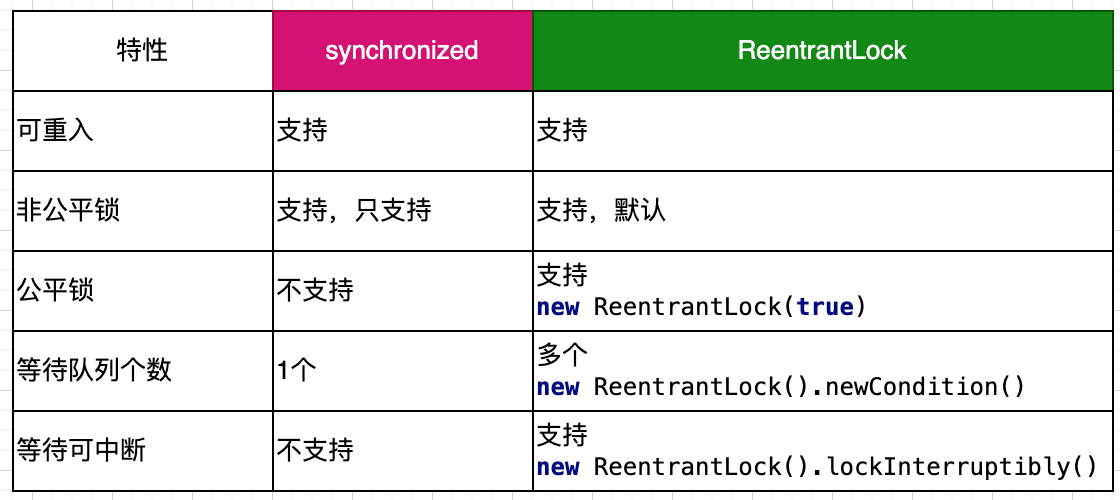 特性 synchronized ReentrantLock
可重入 支持 支持
非公平锁 支持，只支持 支持，默认
公平锁 不支持 支持
new ReentrantLock(true)
等待队列个数 1个 多个
new ReentrantLock().newCondition()
等待可中断 不支持 支持
new ReentrantLock().lockInterruptibly()